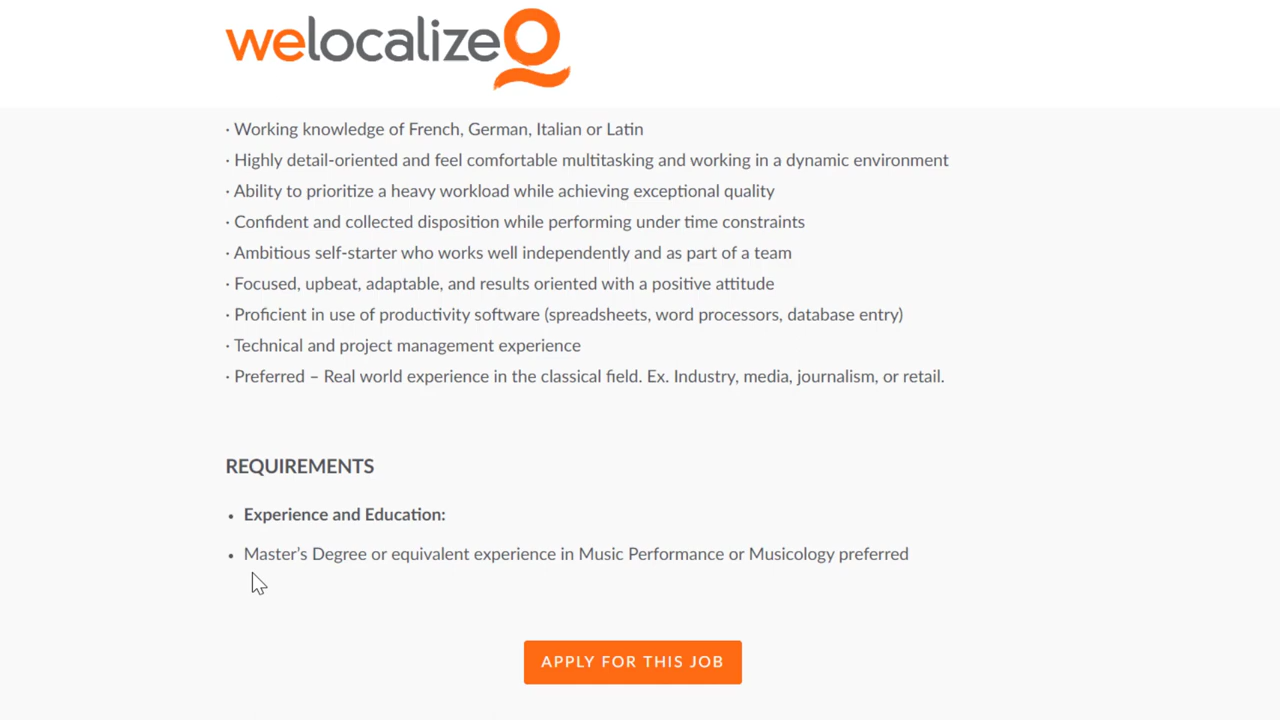 welocalize
· Working knowledge of French, German, Italian or Latin
· Highly detail-oriented and feel comfortable multitasking and working in a dynamic environment
· Ability to prioritize a heavy workload while achieving exceptional quality
· Confident and collected disposition while performing under time constraints
· Ambitious self-starter who works well independently and as part of a team
· Focused, upbeat, adaptable, and results oriented with a positive attitude
· Proficient in use of productivity software (spreadsheets, word processors, database entry)
· Technical and project management experience
· Preferred – Real world experience in the classical field. Ex. Industry, media, journalism, or retail.
REQUIREMENTS
• Experience and Education:
• Master’s Degree or equivalent experience in Music Performance or Musicology preferred
APPLY FOR THIS JOB